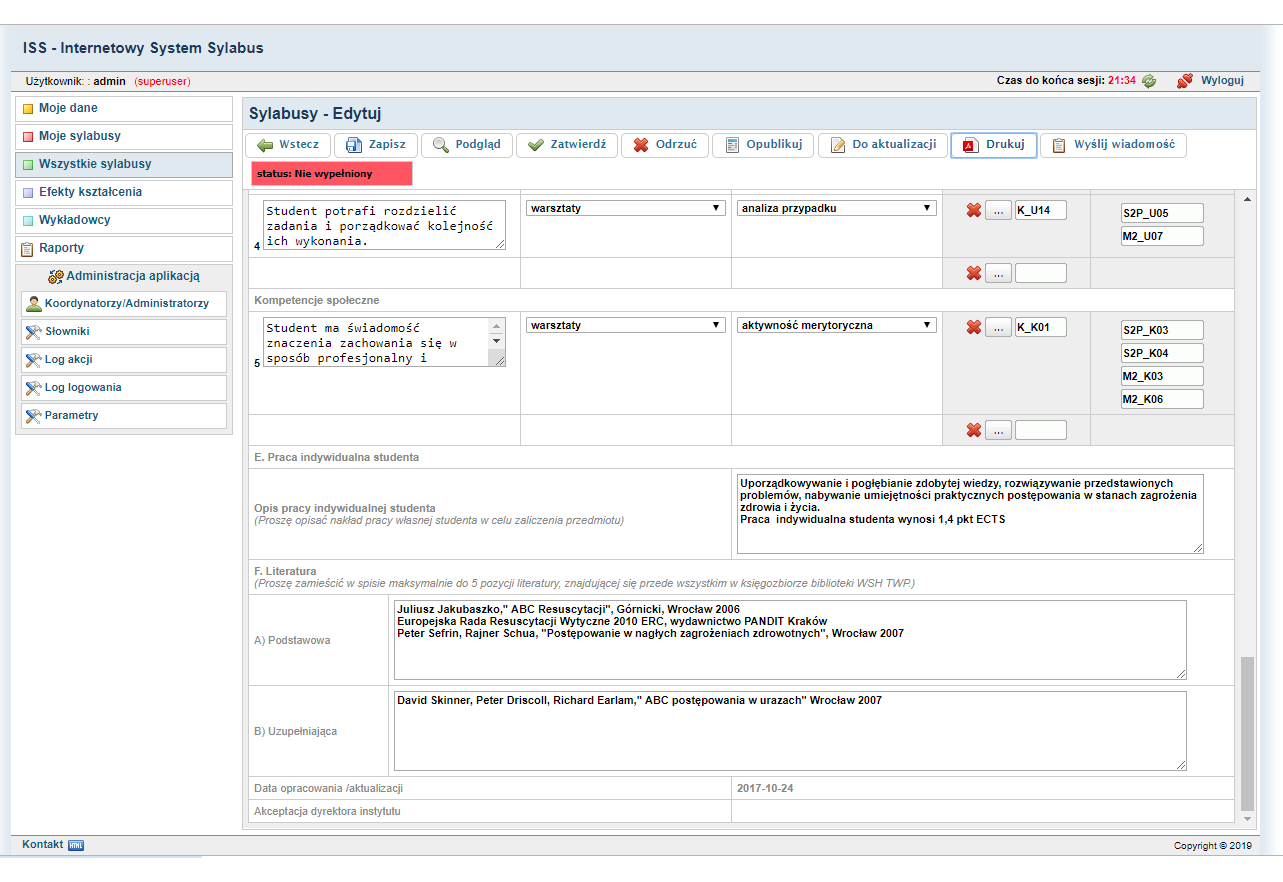 ISS - Internetowy System Sylabus
Użytkownik: : admin (superuser)
Czas do końca sesji: 21:34
Wyloguj
Moje dane
Moje sylabusy
Wszystkie sylabusy
Efekty kształcenia
Wykładowcy
Raporty
Administracja aplikacją
Koordynatorzy/Administratorzy
Słowniki
Log akcji
Log logowania
Parametry
Sylabusy - Edytuj
Wstecz Zapisz Podgląd Zatwierdź Odrzuć Opublikuj Do aktualizacji Drukuj Wyślij wiadomość
status: Nie wypełniony
4
Student potrafi rozdzielić
zadania i porządkować kolejność
ich wykonania.
warsztaty
analiza przypadku
... K_U14
S2P_U05
M2_U07
...
Kompetencje społeczne
5
Student ma świadomość
znaczenia zachowania się w
sposób profesjonalny i
warsztaty
aktywność merytoryczna
... K_K01
S2P_K03
S2P_K04
M2_K03
M2_K06
...
E. Praca indywidualna studenta
Opis pracy indywidualnej studenta
(Proszę opisać nakład pracy własnej studenta w celu zaliczenia przedmiotu)
Uporządkowywanie i pogłębianie zdobytej wiedzy, rozwiązywanie przedstawionych
problemów, nabywanie umiejętności praktycznych postępowania w stanach zagrożenia
zdrowia i życia.
Praca indywidualna studenta wynosi 1,4 pkt ECTS
F. Literatura
(Proszę zamieścić w spisie maksymalnie do 5 pozycji literatury, znajdującej się przede wszystkim w księgozbiorze biblioteki WSH TWP.)
A) Podstawowa
Juliusz Jakubaszko," ABC Resuscytacji", Górnicki, Wrocław 2006
Europejska Rada Resuscytacji Wytyczne 2010 ERC, wydawnictwo PANDIT Kraków
Peter Sefrin, Rajner Schua, "Postępowanie w nagłych zagrożeniach zdrowotnych", Wrocław 2007
B) Uzupełniająca
David Skinner, Peter Driscoll, Richard Earlam," ABC postępowania w urazach" Wrocław 2007
Data opracowania /aktualizacji
2017-10-24
Akceptacja dyrektora instytutu
Kontakt HTML
Copyright © 2019